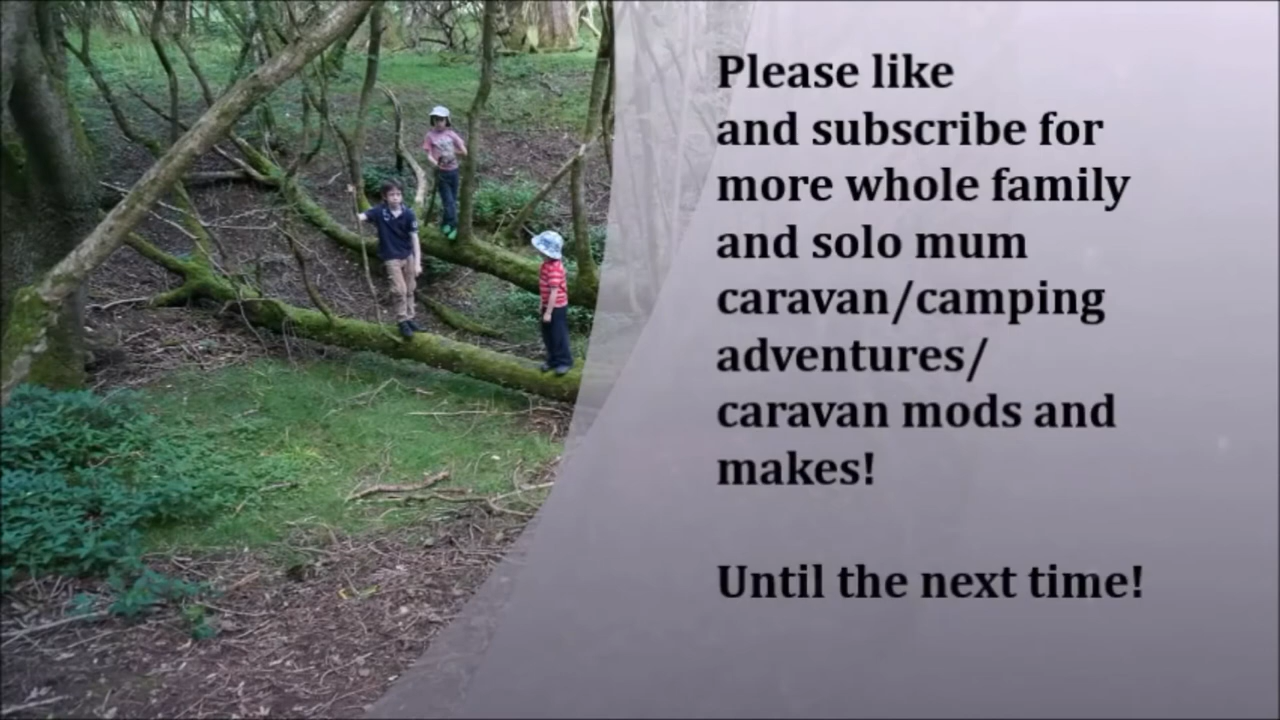 Please like
and subscribe for
more whole family
and solo mum
caravan/camping
adventures/
caravan mods and
makes!
Until the next time!